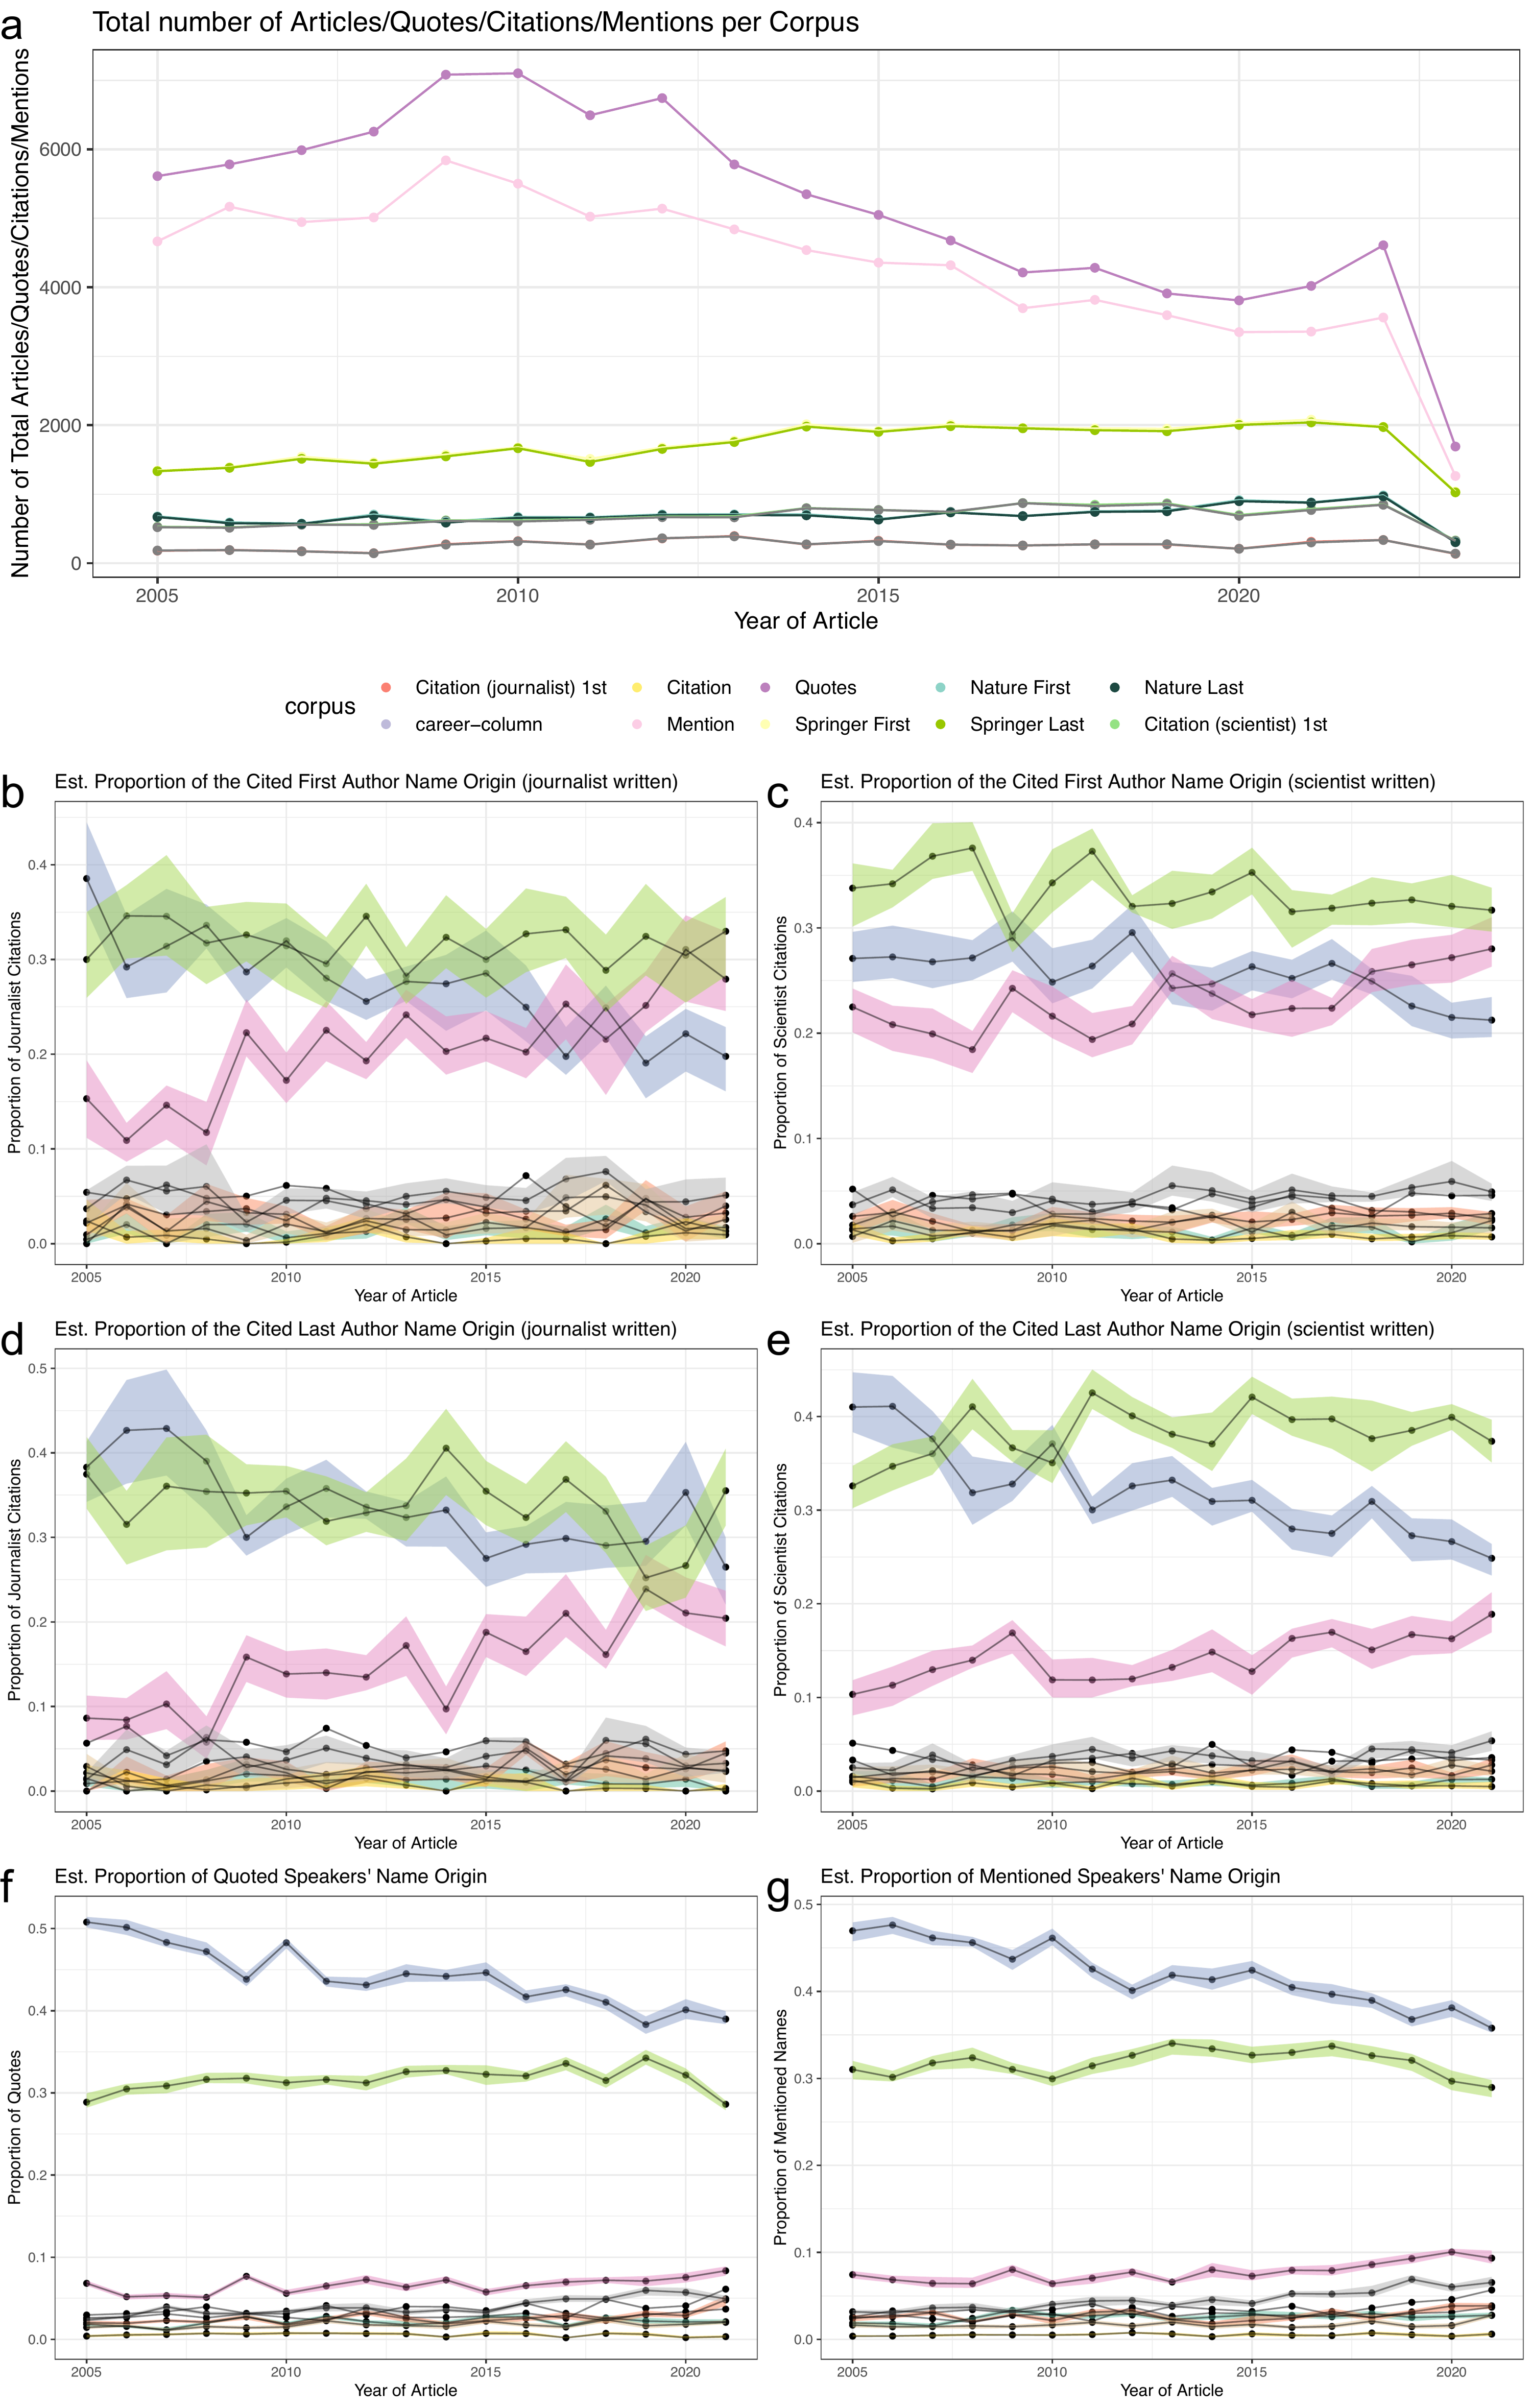 a
Total number of Articles/Quotes/Citations/Mentions per Corpus
Number of Total Articles/Quotes/Citations/Mentions
6000
4000
2000
0
2005 2010 2015 2020
Year of Article
corpus
Citation (journalist) 1st Citation Quotes Nature First Nature Last
career−column Mention Springer First Springer Last Citation (scientist) 1st
b
Est. Proportion of the Cited First Author Name Origin (journalist written)
Proportion of Journalist Citations
0.4
0.3
0.2
0.1
0.0
2005 2010 2015 2020
Year of Article
c
Est. Proportion of the Cited First Author Name Origin (scientist written)
Proportion of Scientist Citations
0.4
0.3
0.2
0.1
0.0
2005 2010 2015 2020
Year of Article
d
Est. Proportion of the Cited Last Author Name Origin (journalist written)
Proportion of Journalist Citations
0.5
0.4
0.3
0.2
0.1
0.0
2005 2010 2015 2020
Year of Article
e
Est. Proportion of the Cited Last Author Name Origin (scientist written)
Proportion of Scientist Citations
0.4
0.3
0.2
0.1
0.0
2005 2010 2015 2020
Year of Article
f
Est. Proportion of Quoted Speakers' Name Origin
Proportion of Quotes
0.5
0.4
0.3
0.2
0.1
0.0
2005 2010 2015 2020
Year of Article
g
Est. Proportion of Mentioned Speakers' Name Origin
Proportion of Mentioned Names
0.5
0.4
0.3
0.2
0.1
0.0
2005 2010 2015 2020
Year of Article